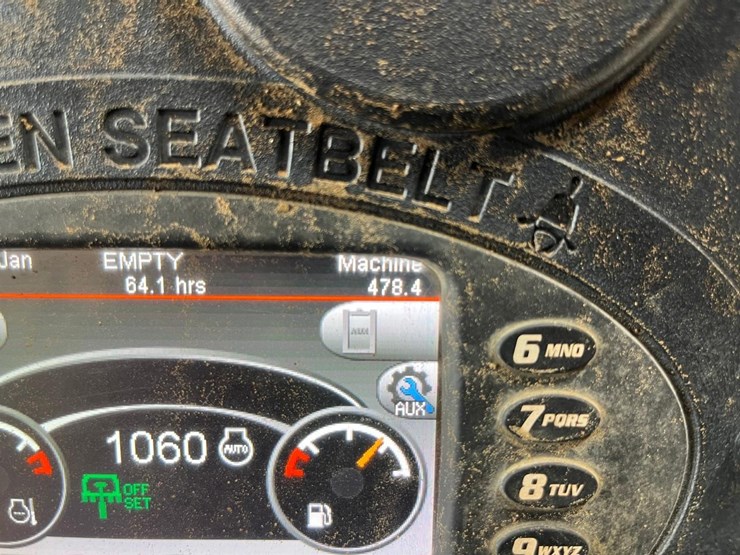 EN SEATBELT
Jan EMPTY Machine
64.1 hrs 478.4
6 MNO
AUX
7 PQRS
1060 AUTO
OFF
SET
8 TUV
9 WXYZ